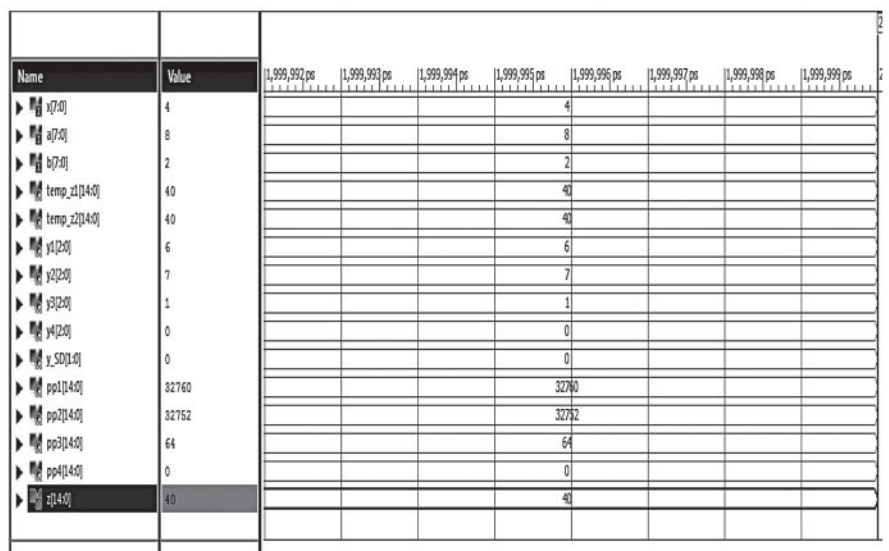 2
Name Value 1,999,992 ps 1,999,993 ps 1,999,994 ps 1,999,995 ps 1,999,996 ps 1,999,997 ps 1,999,998 ps 1,999,999 ps 2
x[7:0] 4 4
a[7:0] 8 8
b[7:0] 2 2
temp_z1[14:0] 40 40
temp_z2[14:0] 40 40
y1[2:0] 6 6
y2[2:0] 7 7
y3[2:0] 1 1
y4[2:0] 0 0
y_SD[1:0] 0 0
pp1[14:0] 32760 32760
pp2[14:0] 32752 32752
pp3[14:0] 64 64
pp4[14:0] 0 0
z[14:0] 40 40